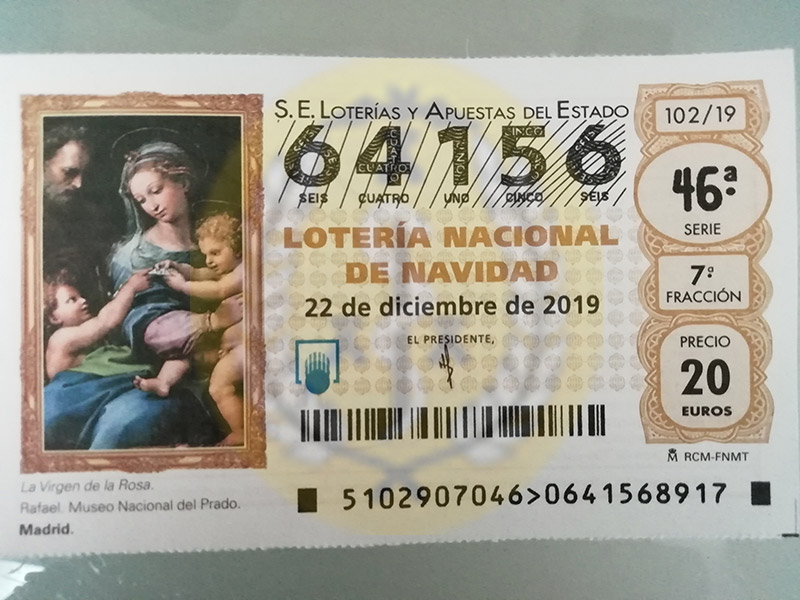 S.E. LOTERÍAS Y APUESTAS DEL ESTADO
64156
SEIS CUATRO UNO CINCO SEIS
LOTERÍA NACIONAL
DE NAVIDAD
22 de diciembre de 2019
EL PRESIDENTE,
102/19
46ª
SERIE
7ª
FRACCIÓN
PRECIO
20
EUROS
RCM-FNMT
5102907046>0641568917
La Virgen de la Rosa.
Rafael. Museo Nacional del Prado.
Madrid.